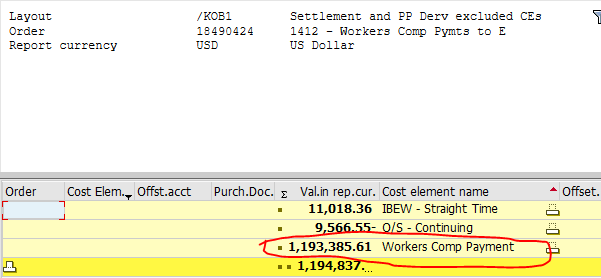 Layout /KOB1 Settlement and PP Derv excluded CEs
Order 18490424 1412 - Workers Comp Pymts to E
Report currency USD US Dollar
Order Cost Elem. Offst.acct Purch.Doc. Σ Val.in rep.cur. Cost element name Offset.
11,018.36 IBEW - Straight Time
9,566.55- O/S - Continuing
1,193,385.61 Workers Comp Payment
1,194,837...